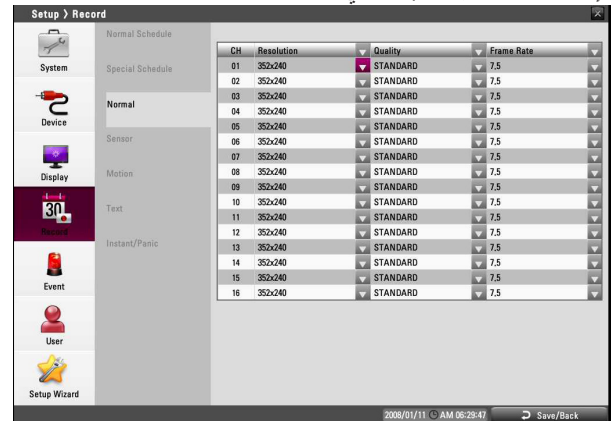 Setup > Record
System
Device
Display
Record
Event
User
Setup Wizard
Normal Schedule
Special Schedule
Normal
Sensor
Motion
Text
Instant/Panic
CH Resolution Quality Frame Rate
01 352x240 STANDARD 7,5
02 352x240 STANDARD 7,5
03 352x240 STANDARD 7,5
04 352x240 STANDARD 7,5
05 352x240 STANDARD 7,5
06 352x240 STANDARD 7,5
07 352x240 STANDARD 7,5
08 352x240 STANDARD 7,5
09 352x240 STANDARD 7,5
10 352x240 STANDARD 7,5
11 352x240 STANDARD 7,5
12 352x240 STANDARD 7,5
13 352x240 STANDARD 7,5
14 352x240 STANDARD 7,5
15 352x240 STANDARD 7,5
16 352x240 STANDARD 7,5
2008/01/11 AM 06:29:47 Save/Back